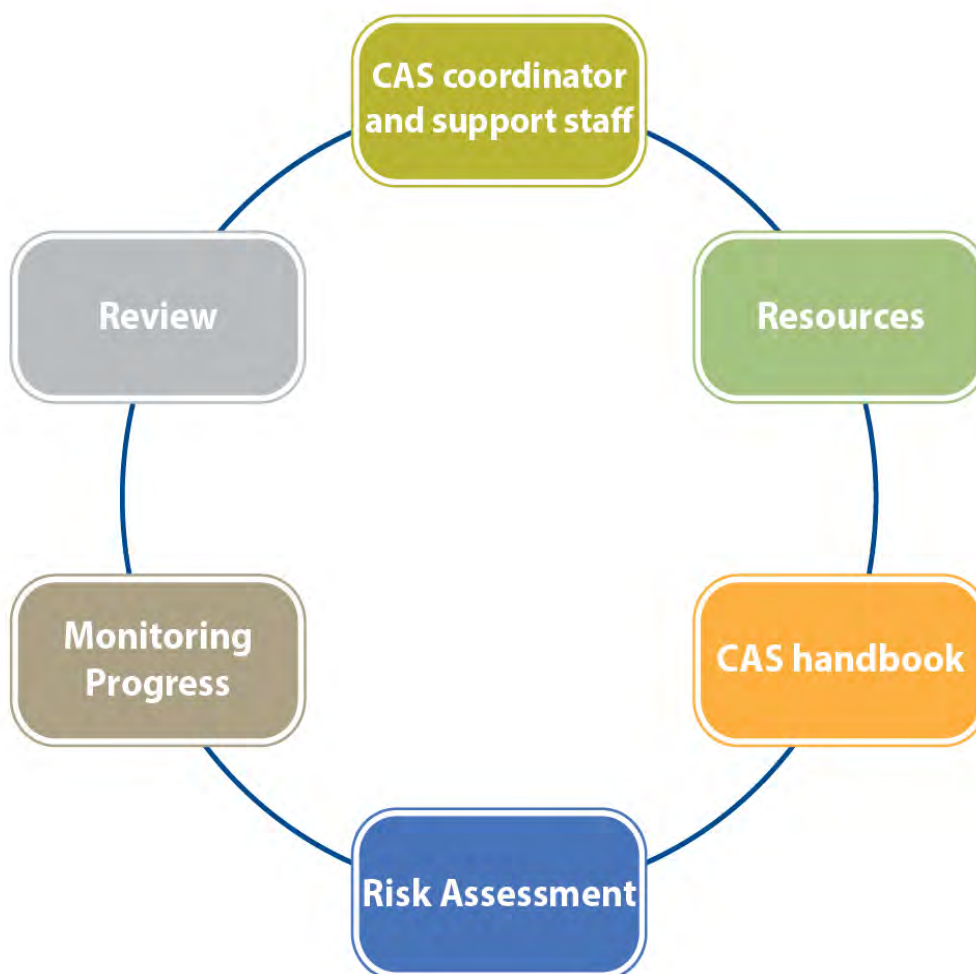 CAS coordinator
and support staff
Resources
CAS handbook
Risk Assessment
Monitoring
Progress
Review